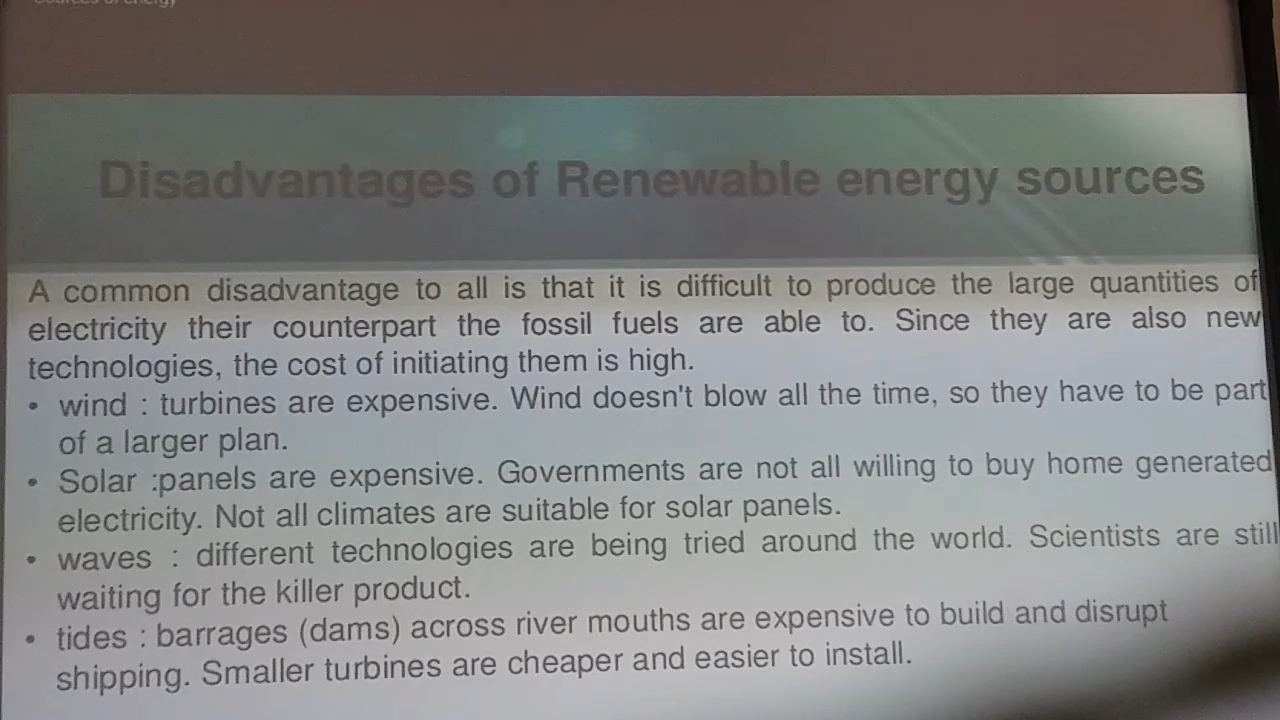 Sources of energy
Disadvantages of Renewable energy sources
A common disadvantage to all is that it is difficult to produce the large quantities of
electricity their counterpart the fossil fuels are able to. Since they are also new
technologies, the cost of initiating them is high.
• wind : turbines are expensive. Wind doesn't blow all the time, so they have to be part
of a larger plan.
• Solar :panels are expensive. Governments are not all willing to buy home generated
electricity. Not all climates are suitable for solar panels.
• waves : different technologies are being tried around the world. Scientists are still
waiting for the killer product.
• tides : barrages (dams) across river mouths are expensive to build and disrupt
shipping. Smaller turbines are cheaper and easier to install.